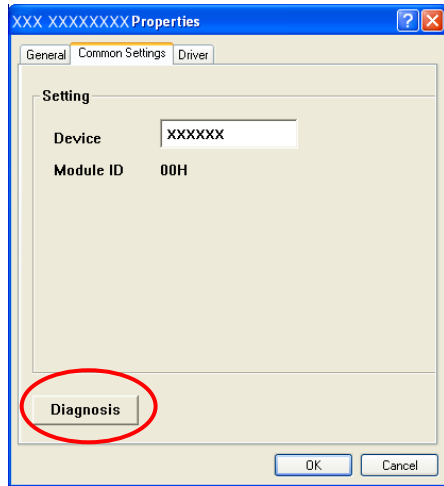 XXX XXXXXXXX Properties
General Common Settings Driver
Setting
Device XXXXXX
Module ID 00H
Diagnosis
OK Cancel